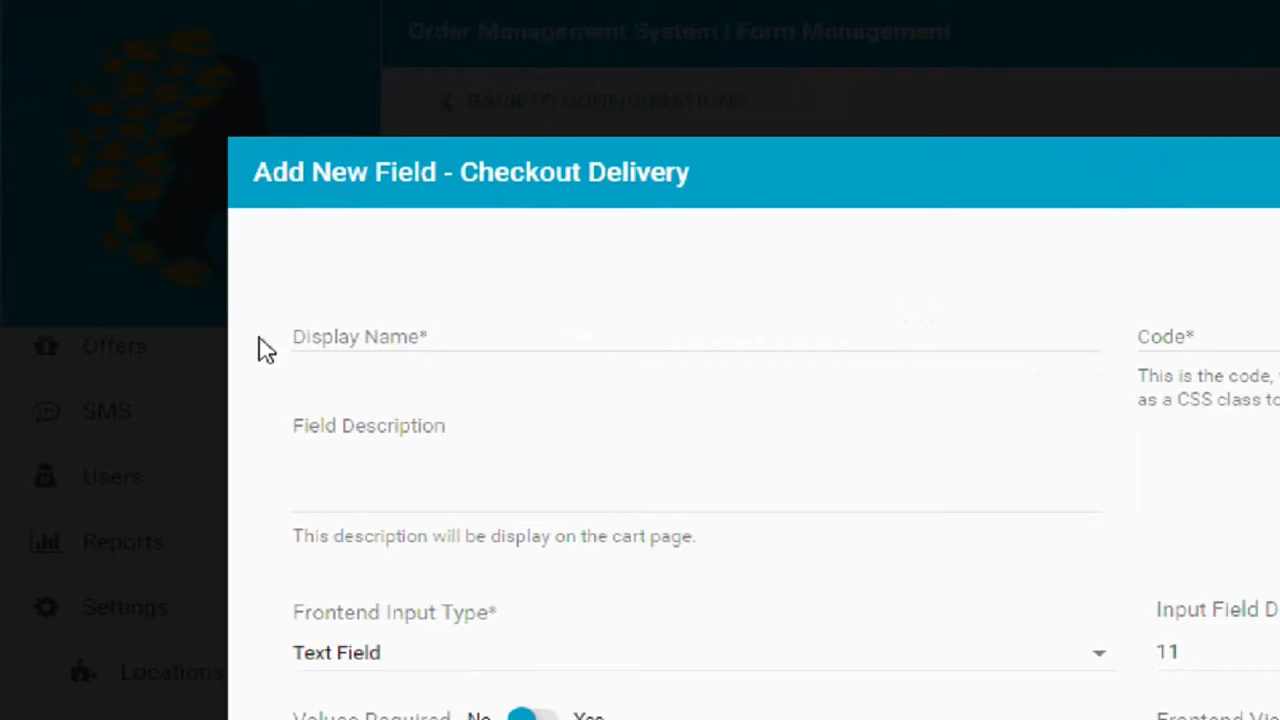 Order Management System / Form Management
BACK TO CONFIGURATIONS
Add New Field - Checkout Delivery
Display Name*
Code*
This is the code,
as a CSS class to
Field Description
This description will be display on the cart page.
Frontend Input Type*
Text Field
Input Field D
11
Values Required No Yes
Frontend Vi
Offers
SMS
Users
Reports
Settings
Locations